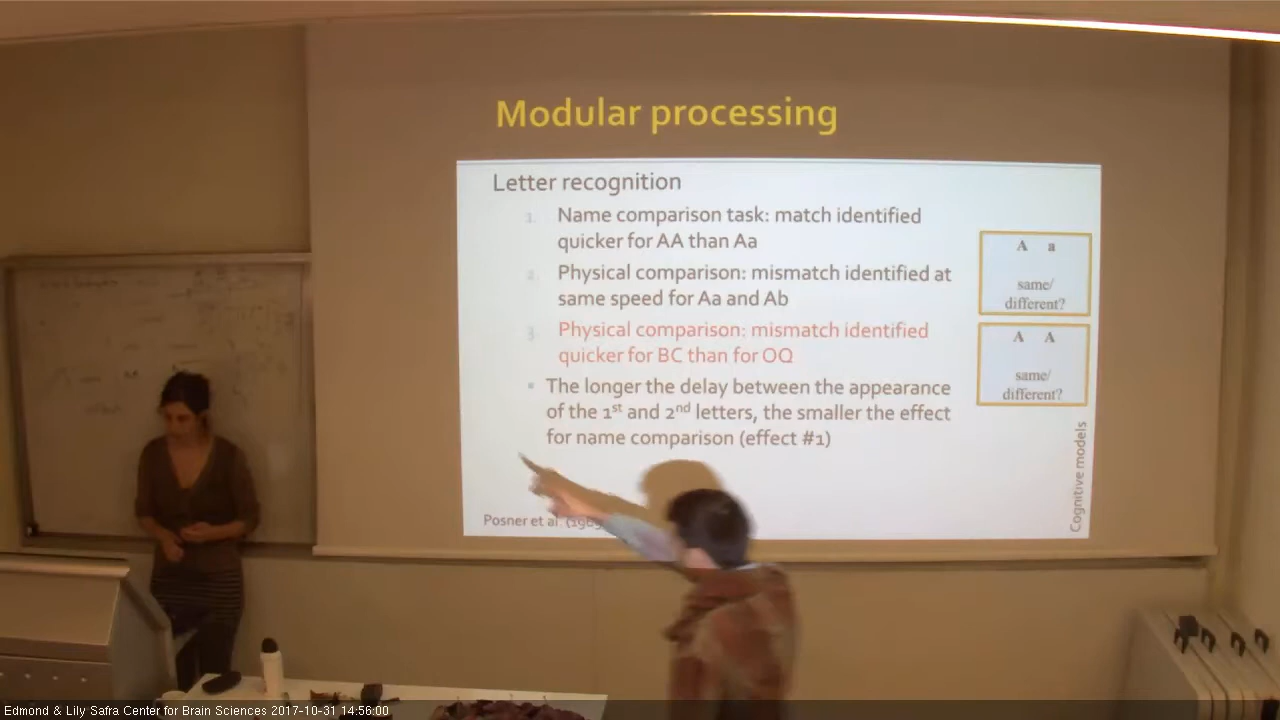 Modular processing
Letter recognition
1. Name comparison task: match identified
quicker for AA than Aa
2. Physical comparison: mismatch identified at
same speed for Aa and Ab
3. Physical comparison: mismatch identified
quicker for BC than for OQ
▪ The longer the delay between the appearance
of the 1st and 2nd letters, the smaller the effect
for name comparison (effect #1)
A a
same/
different?
A A
same/
different?
Cognitive models
Posner et al. (1969
Edmond & Lily Safra Center for Brain Sciences 2017-10-31 14:56:00